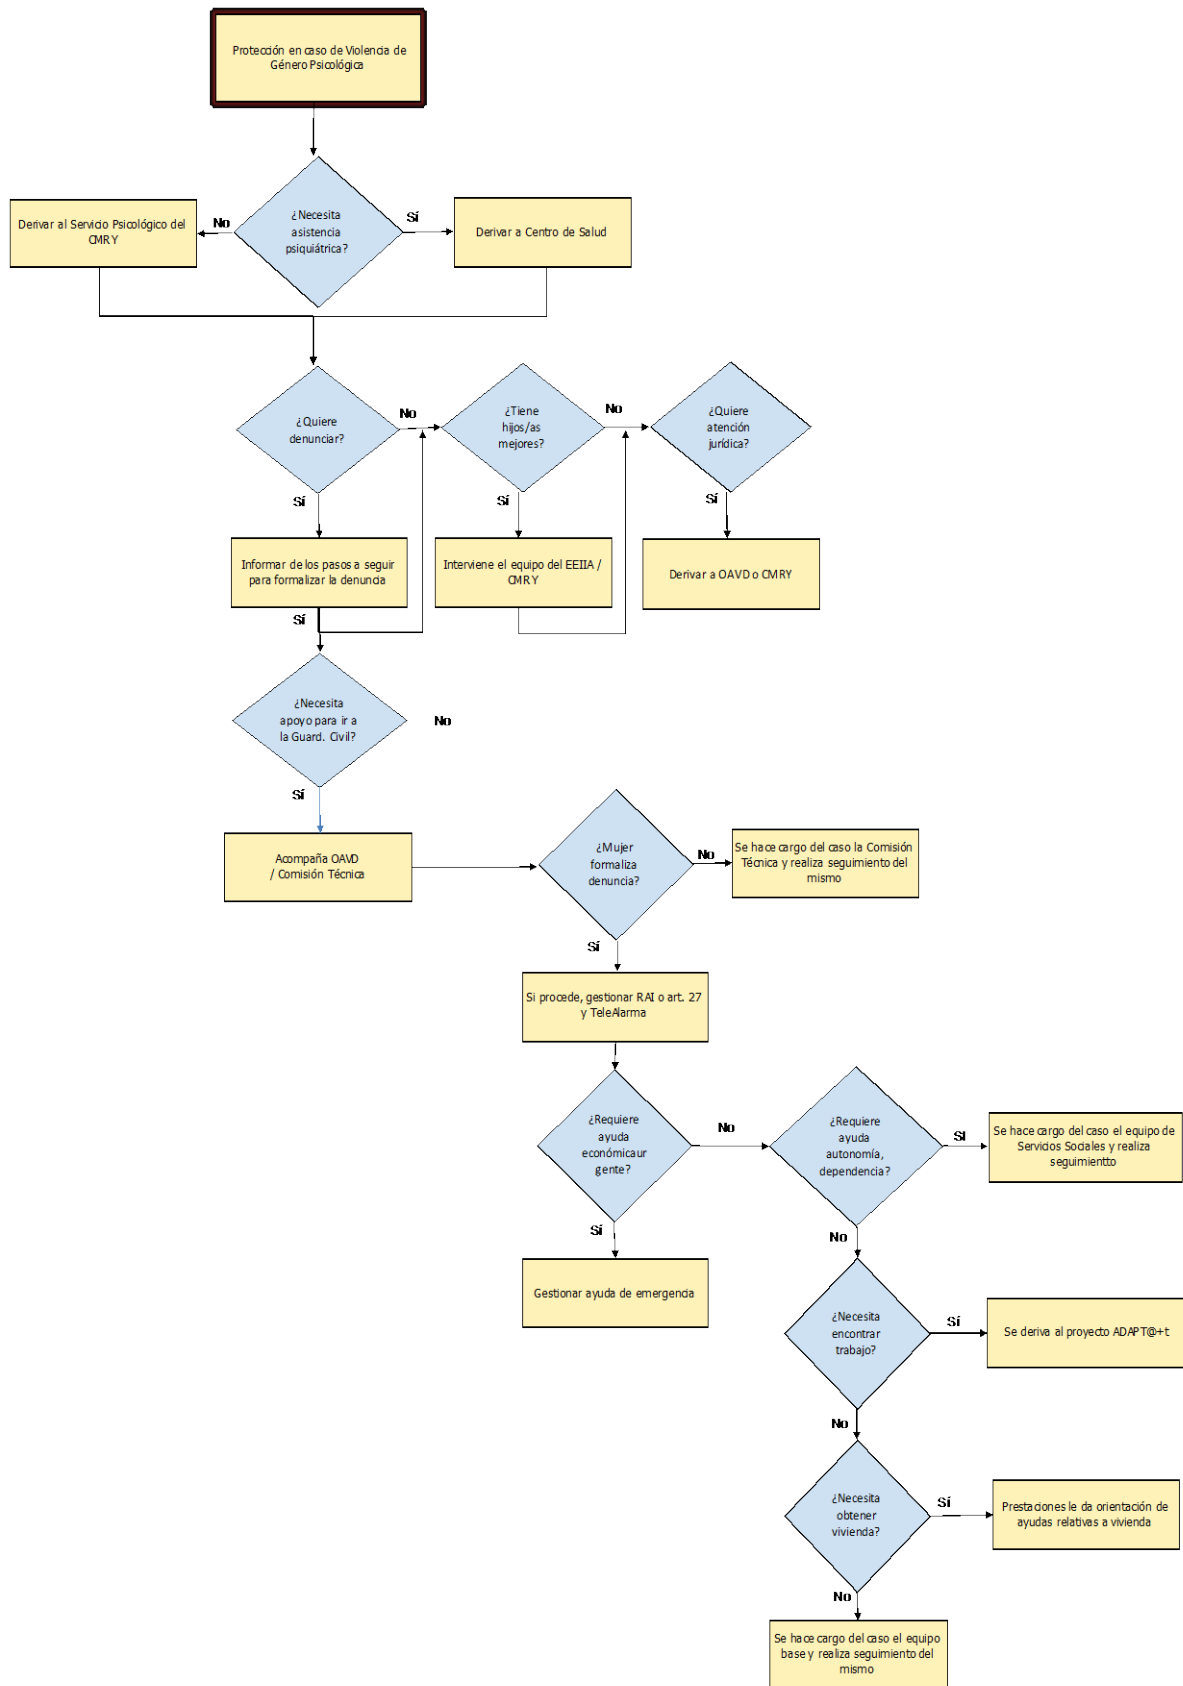 Protección en caso de Violencia de
Género Psicológica
¿Necesita
asistencia
psiquiátrica?
No
Sí
Derivar al Servicio Psicológico del
CMRY
Derivar a Centro de Salud
¿Quiere
denunciar?
No
¿Tiene
hijos/as
mejores?
No
¿Quiere
atención
jurídica?
Sí
Sí
Sí
Informar de los pasos a seguir
para formalizar la denuncia
Interviene el equipo del EEIIA /
CMRY
Derivar a OAVD o CMRY
Sí
¿Necesita
apoyo para ir a
la Guard. Civil?
No
Sí
Acompaña OAVD
/ Comisión Técnica
¿Mujer
formaliza
denuncia?
No
Se hace cargo del caso la Comisión
Técnica y realiza seguimiento del
mismo
Sí
Si procede, gestionar RAI o art. 27
y TeleAlarma
¿Requiere
ayuda
económicaur
gente?
No
¿Requiere
ayuda
autonomía,
dependencia?
SI
Se hace cargo del caso el equipo de
Servicios Sociales y realiza
seguimientto
Sí
No
Gestionar ayuda de emergencia
¿Necesita
encontrar
trabajo?
Sí
Se deriva al proyecto ADAPT@+t
No
¿Necesita
obtener
vivienda?
Sí
Prestaciones le da orientación de
ayudas relativas a vivienda
No
Se hace cargo del caso el equipo
base y realiza seguimiento del
mismo